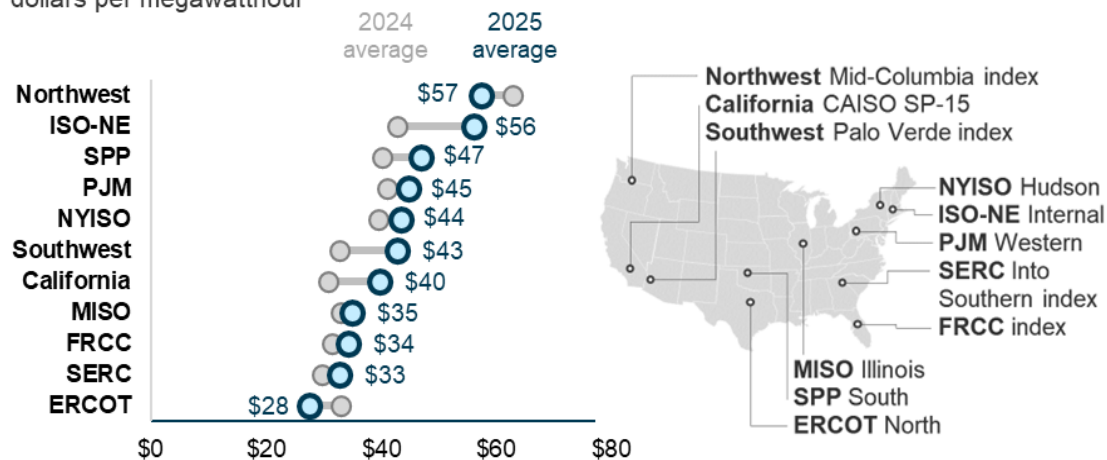 dollars per megawatthour
2024
average
2025
average
Northwest $57
ISO-NE $56
SPP $47
PJM $45
NYISO $44
Southwest $43
California $40
MISO $35
FRCC $34
SERC $33
ERCOT $28
$0 $20 $40 $60 $80
Northwest Mid-Columbia index
California CAISO SP-15
Southwest Palo Verde index
NYISO Hudson
ISO-NE Internal
PJM Western
SERC Into
Southern index
FRCC index
MISO Illinois
SPP South
ERCOT North